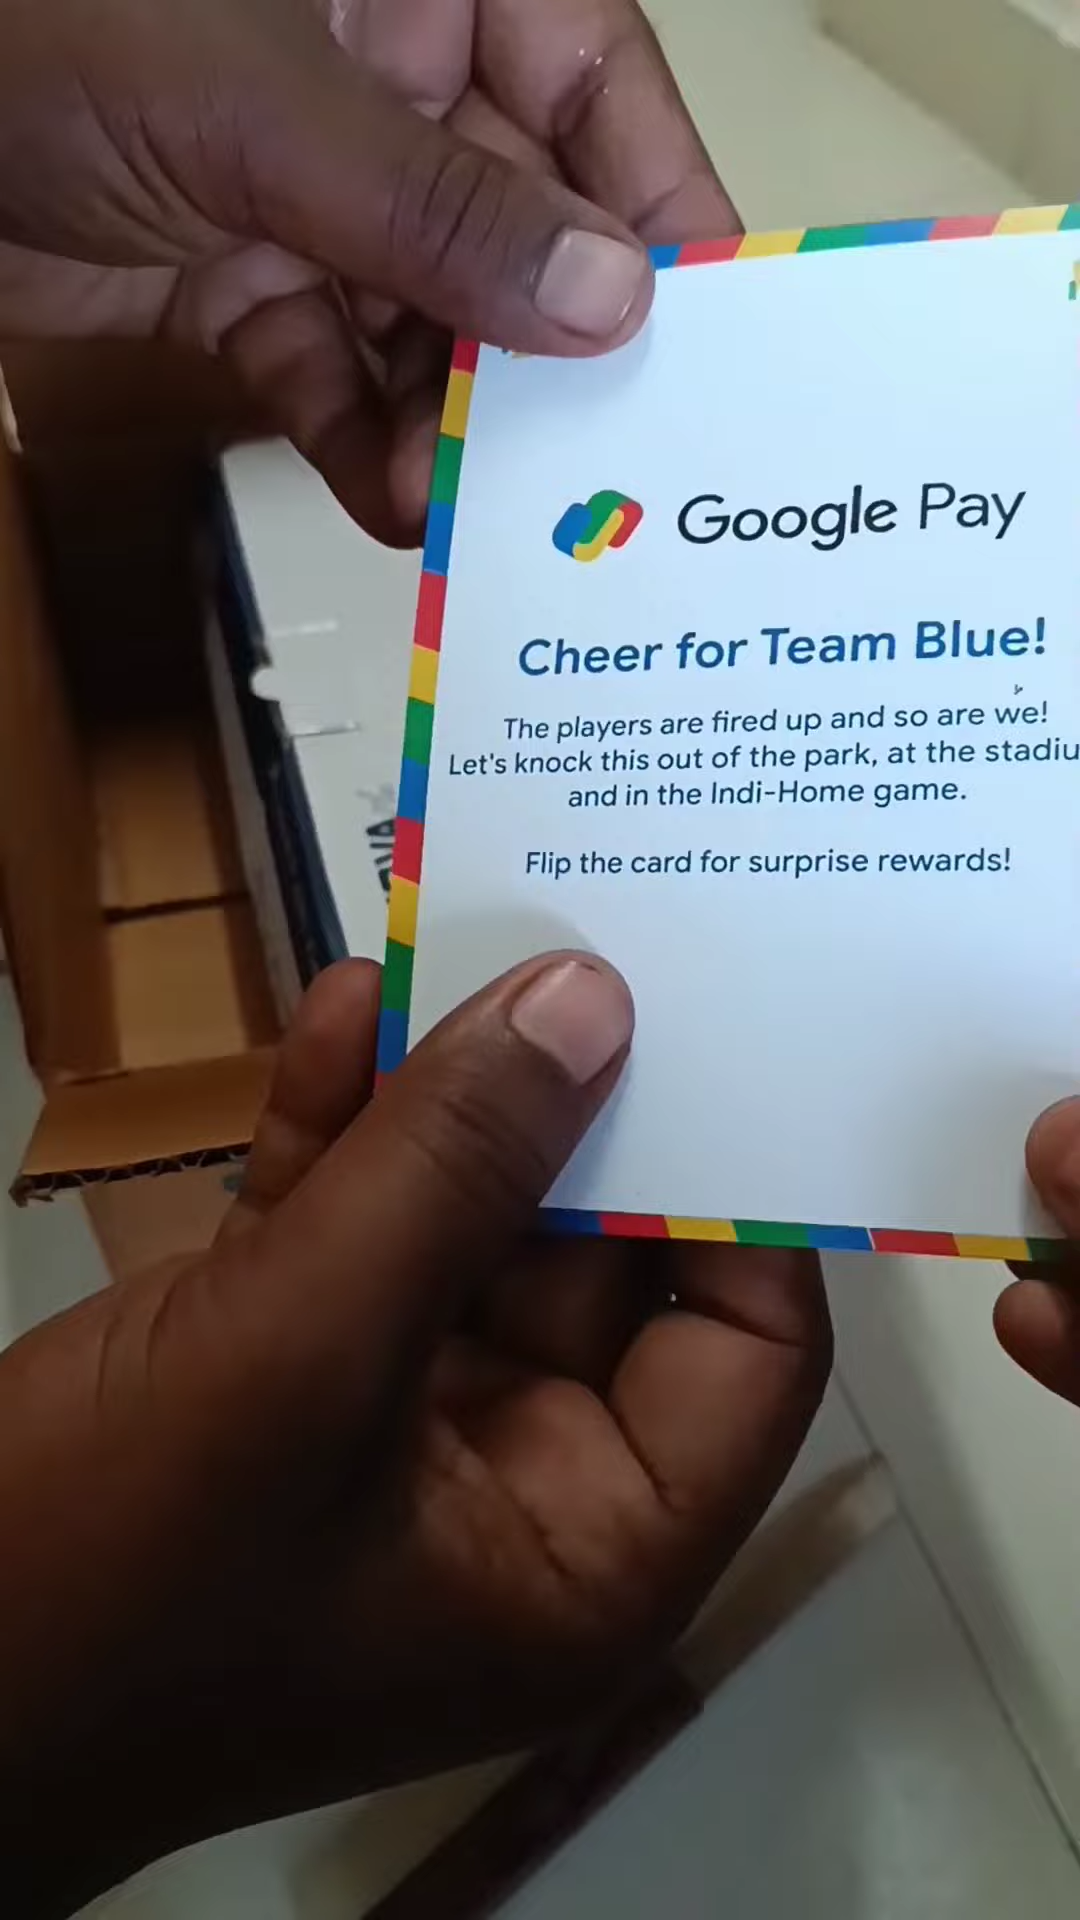 Google Pay
Cheer for Team Blue!
The players are fired up and so are we!
Let's knock this out of the park, at the stadiu
and in the Indi-Home game.
Flip the card for surprise rewards!